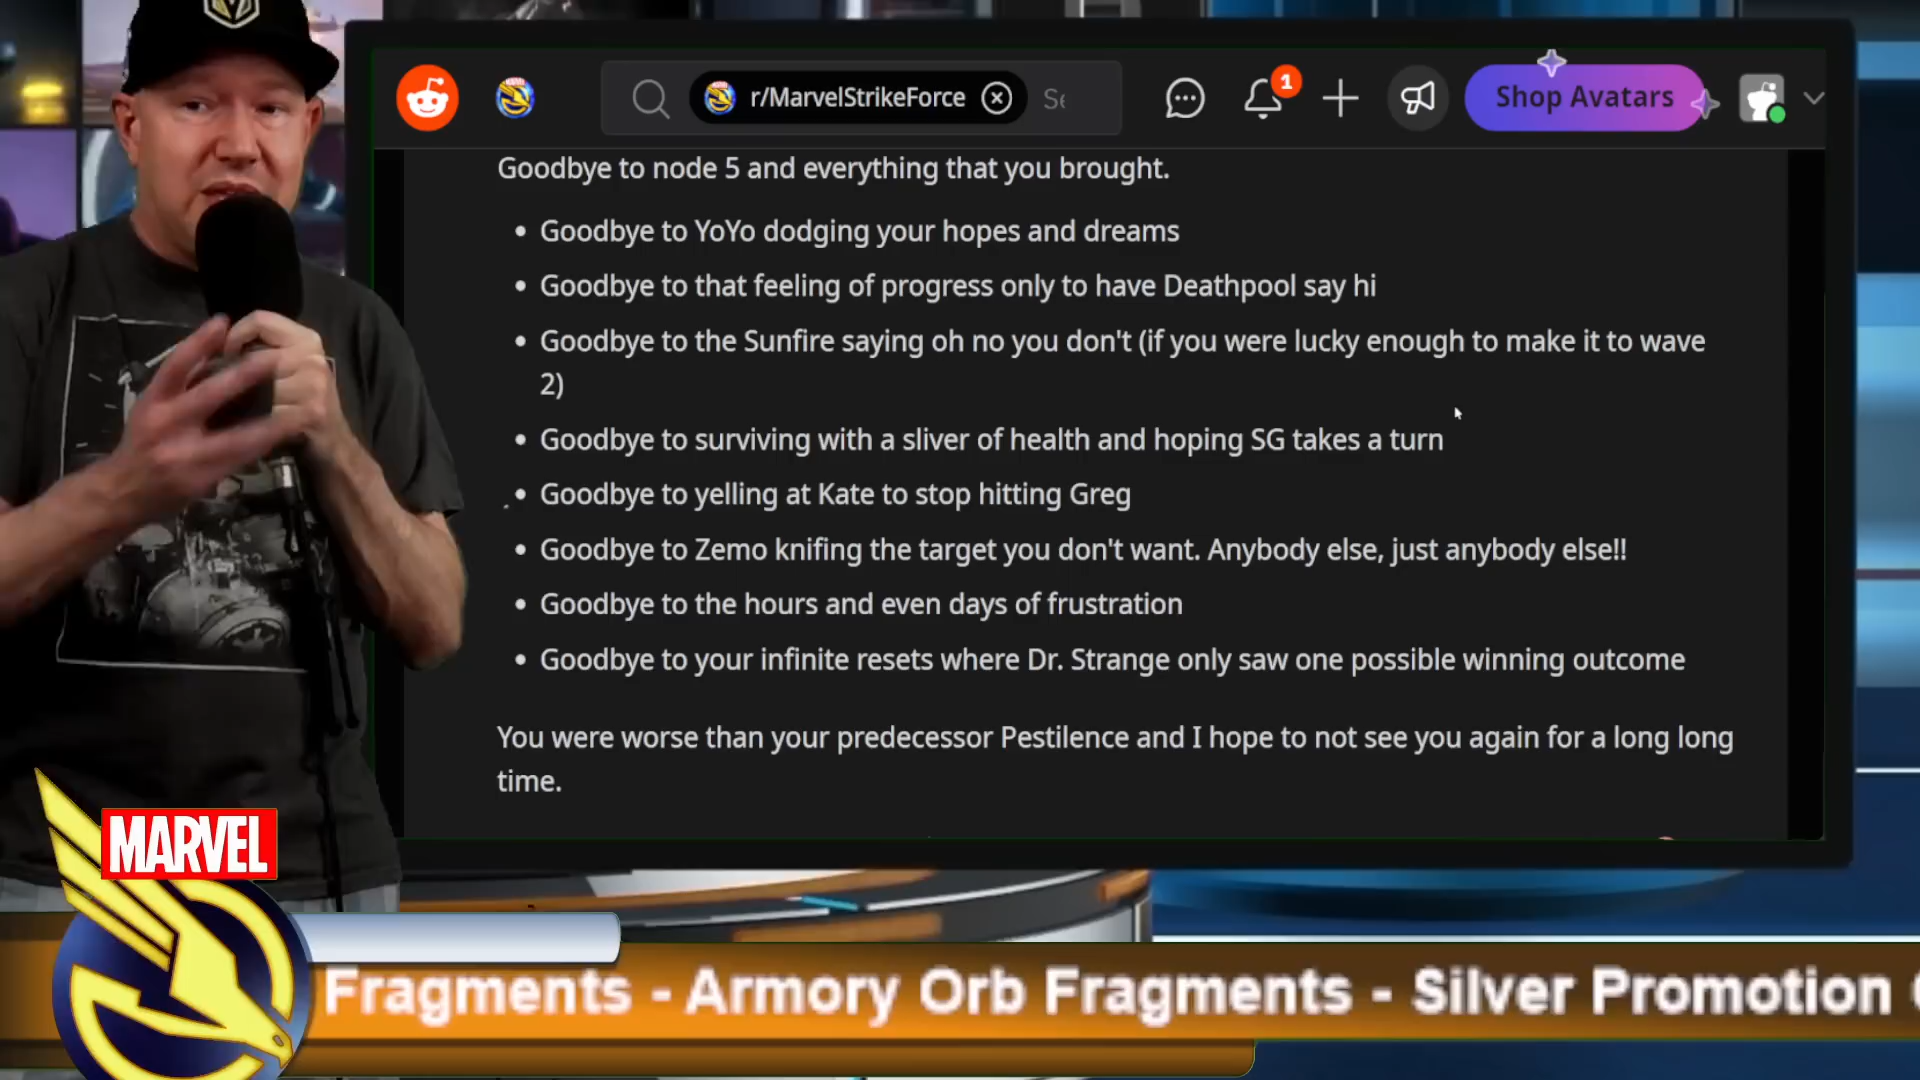 r/MarvelStrikeForce
Se
1
Shop Avatars
Goodbye to node 5 and everything that you brought.
• Goodbye to YoYo dodging your hopes and dreams
• Goodbye to that feeling of progress only to have Deathpool say hi
• Goodbye to the Sunfire saying oh no you don't (if you were lucky enough to make it to wave
2)
• Goodbye to surviving with a sliver of health and hoping SG takes a turn
• Goodbye to yelling at Kate to stop hitting Greg
• Goodbye to Zemo knifing the target you don't want. Anybody else, just anybody else!!
• Goodbye to the hours and even days of frustration
• Goodbye to your infinite resets where Dr. Strange only saw one possible winning outcome
You were worse than your predecessor Pestilence and I hope to not see you again for a long long
time.
MARVEL
Fragments - Armory Orb Fragments - Silver Promotion